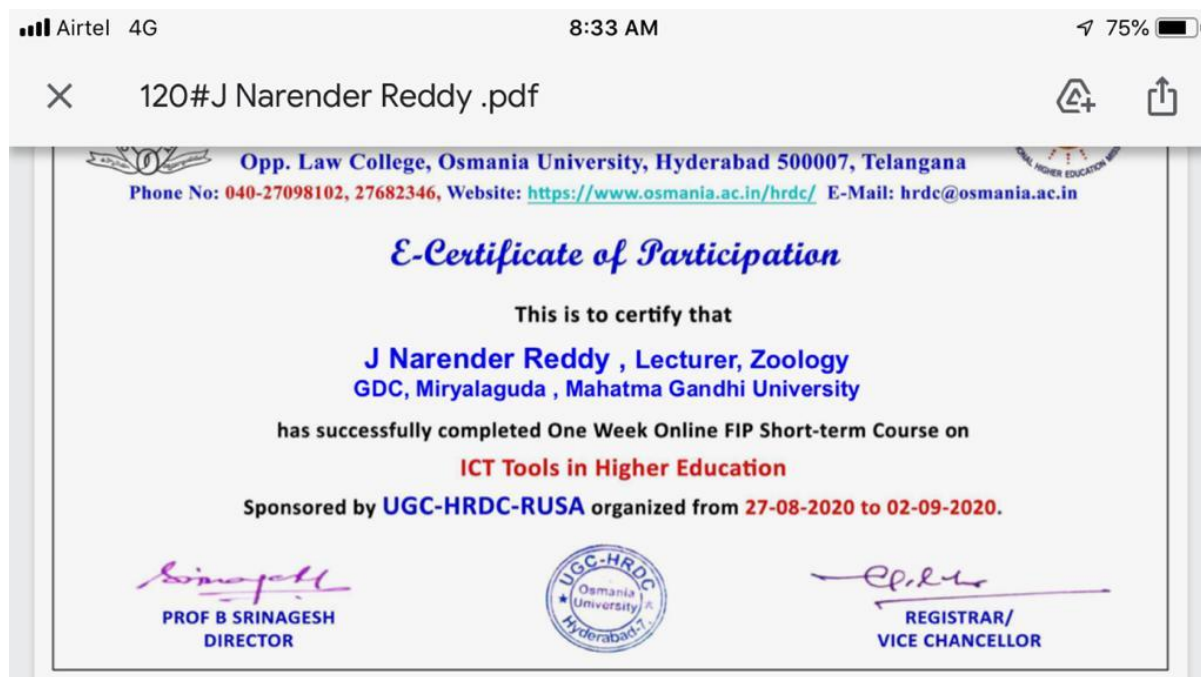 Airtel 4G 8:33 AM 75%
120#J Narender Reddy .pdf
Opp. Law College, Osmania University, Hyderabad 500007, Telangana
Phone No: 040-27098102, 27682346, Website: https://www.osmania.ac.in/hrdc/ E-Mail: hrdc@osmania.ac.in
HIGHER EDUCATION
E-Certificate of Participation
This is to certify that
J Narender Reddy , Lecturer, Zoology
GDC, Miryalaguda , Mahatma Gandhi University
has successfully completed One Week Online FIP Short-term Course on
ICT Tools in Higher Education
Sponsored by UGC-HRDC-RUSA organized from 27-08-2020 to 02-09-2020.
UGC-HRDC
Osmania
University
Hyderabad-7.
PROF B SRINAGESH
DIRECTOR
REGISTRAR/
VICE CHANCELLOR